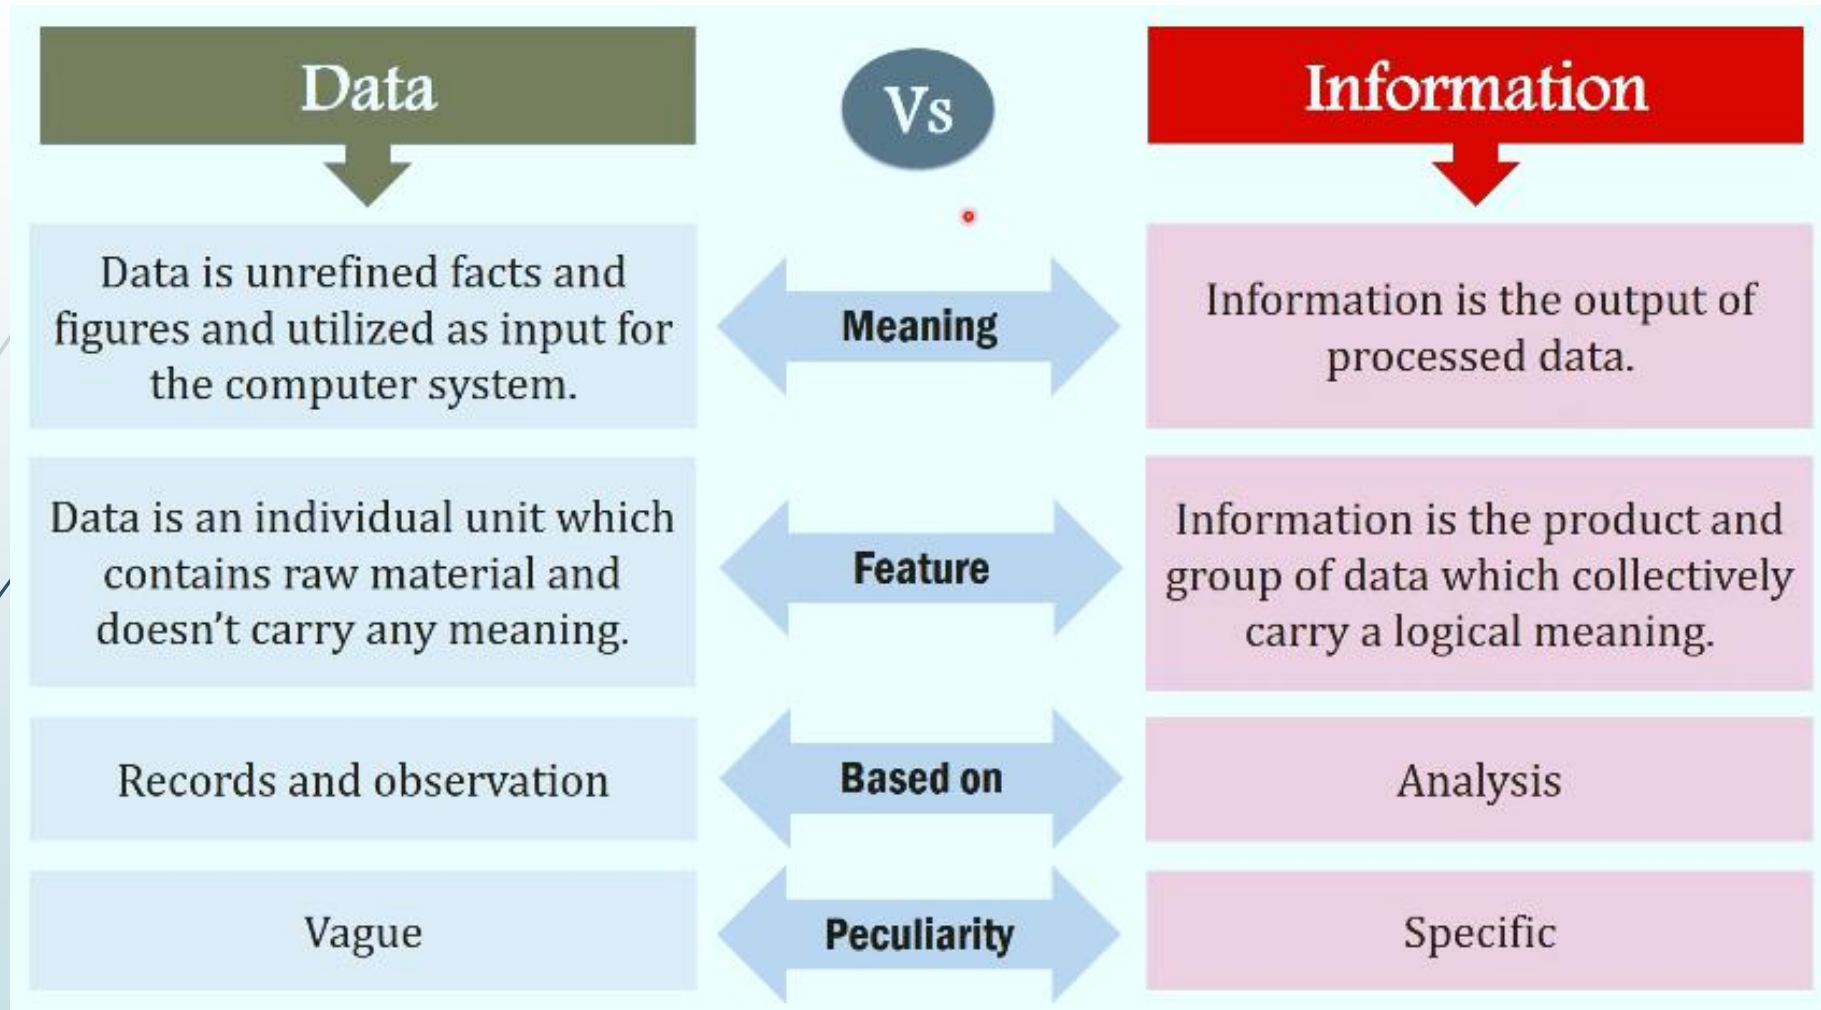 Data
Vs
Information
Data is unrefined facts and
figures and utilized as input for
the computer system.
Meaning
Information is the output of
processed data.
Data is an individual unit which
contains raw material and
doesn't carry any meaning.
Feature
Information is the product and
group of data which collectively
carry a logical meaning.
Records and observation
Based on
Analysis
Vague
Peculiarity
Specific